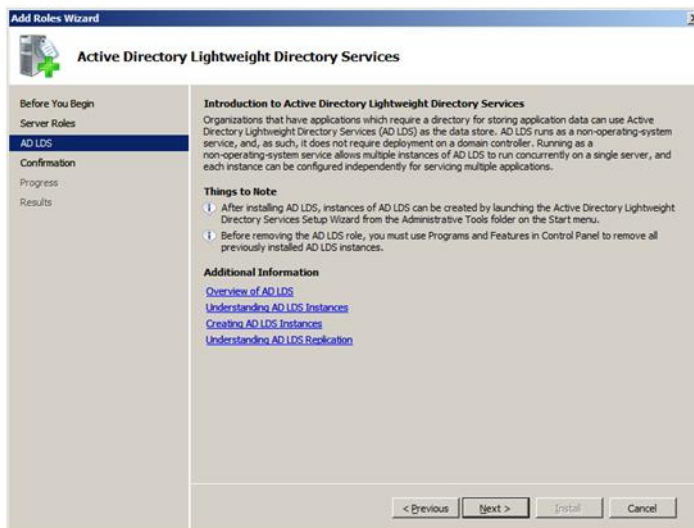 Add Roles Wizard
Active Directory Lightweight Directory Services
Before You Begin
Server Roles
AD LDS
Confirmation
Progress
Results
Introduction to Active Directory Lightweight Directory Services
Organizations that have applications which require a directory for storing application data can use Active
Directory Lightweight Directory Services (AD LDS) as the data store. AD LDS runs as a non-operating-system
service, and, as such, it does not require deployment on a domain controller. Running as a
non-operating-system service allows multiple instances of AD LDS to run concurrently on a single server, and
each instance can be configured independently for servicing multiple applications.
Things to Note
After installing AD LDS, instances of AD LDS can be created by launching the Active Directory Lightweight
Directory Services Setup Wizard from the Administrative Tools folder on the Start menu.
Before removing the AD LDS role, you must use Programs and Features in Control Panel to remove all
previously installed AD LDS instances.
Additional Information
Overview of AD LDS
Understanding AD LDS Instances
Creating AD LDS Instances
Understanding AD LDS Replication
< Previous
Next >
Install
Cancel